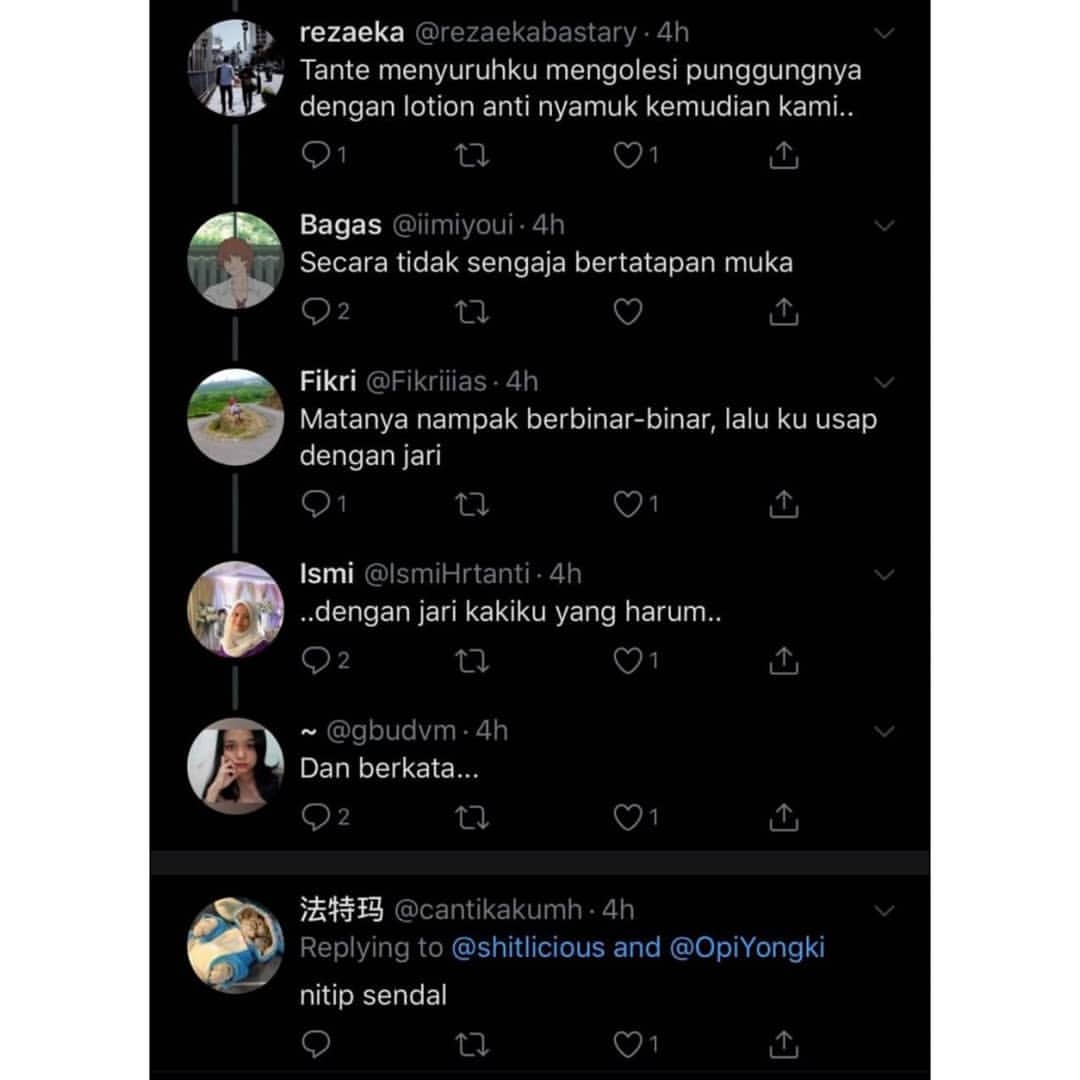 rezaeka @rezaekabastary · 4h
Tante menyuruhku mengolesi punggungnya
dengan lotion anti nyamuk kemudian kami..
1 1
Bagas @iimiyoui · 4h
Secara tidak sengaja bertatapan muka
2
Fikri @Fikriiias · 4h
Matanya nampak berbinar-binar, lalu ku usap
dengan jari
1 1
Ismi @IsmiHrtanti · 4h
..dengan jari kakiku yang harum..
2 1
~ @gbudvm · 4h
Dan berkata...
2 1
法特玛 @cantikakumh · 4h
Replying to @shitlicious and @OpiYongki
nitip sendal
1